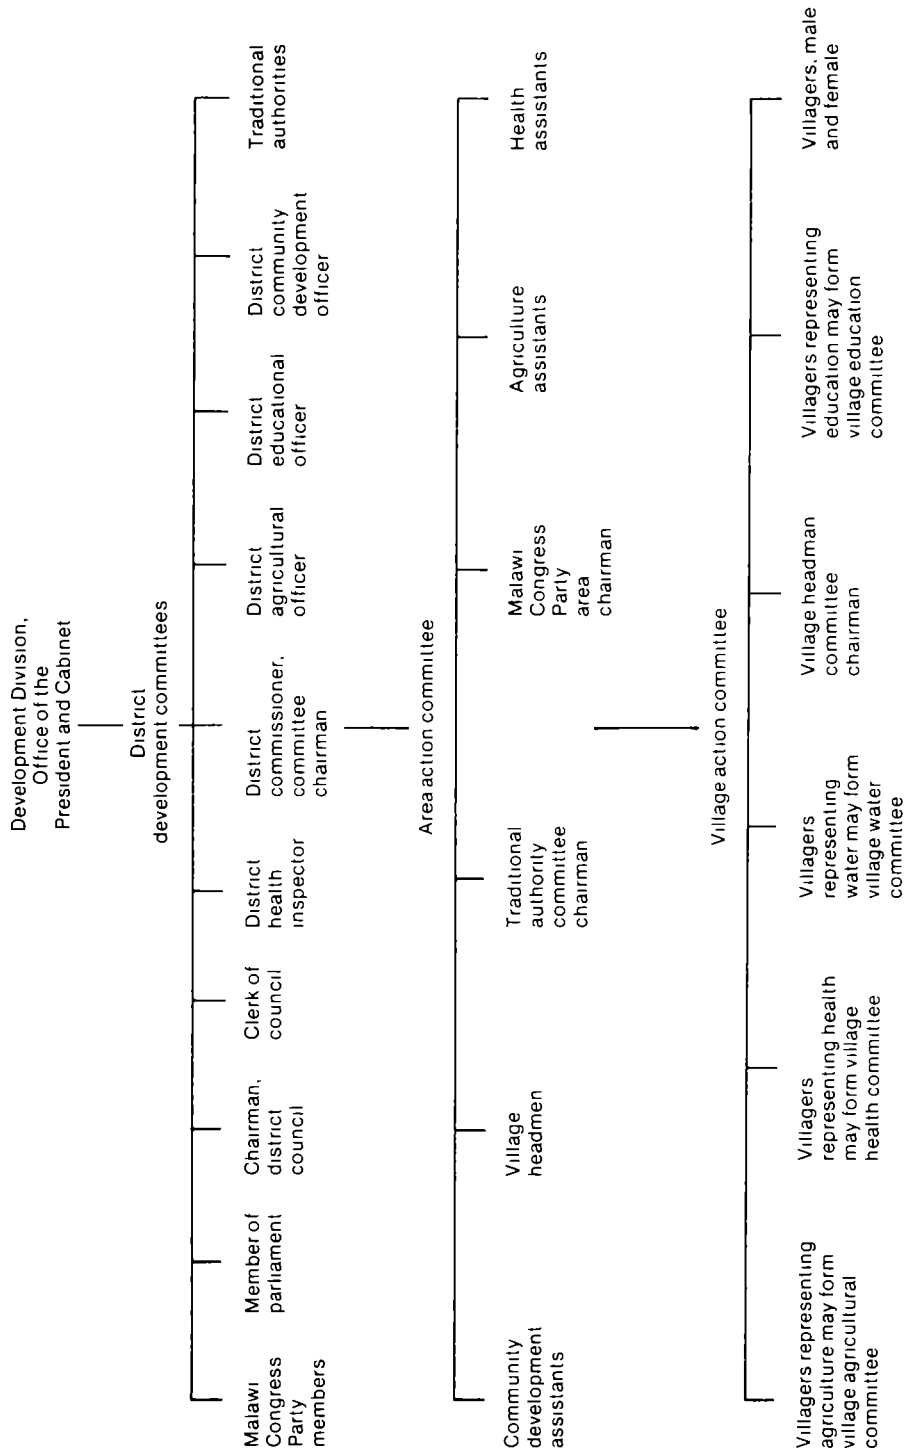 Development Division,
Office of the
President and Cabinet
District
development committees
Malawi
Congress
Party
members
Member of
parliament
Chairman,
district
council
Clerk of
council
District
health
inspector
District
commissioner,
committee
chairman
District
agricultural
officer
District
educational
officer
District
community
development
officer
Traditional
authorities
Area action committee
Community
development
assistants
Village
headmen
Traditional
authority
committee
chairman
Malawi
Congress
Party
area
chairman
Agriculture
assistants
Health
assistants
Village action committee
Villagers representing
agriculture may form
village agricultural
committee
Villagers
representing health
may form village
health committee
Villagers
representing
water may form
village water
committee
Village headman
committee
chairman
Villagers representing
education may form
village education
committee
Villagers, male
and female